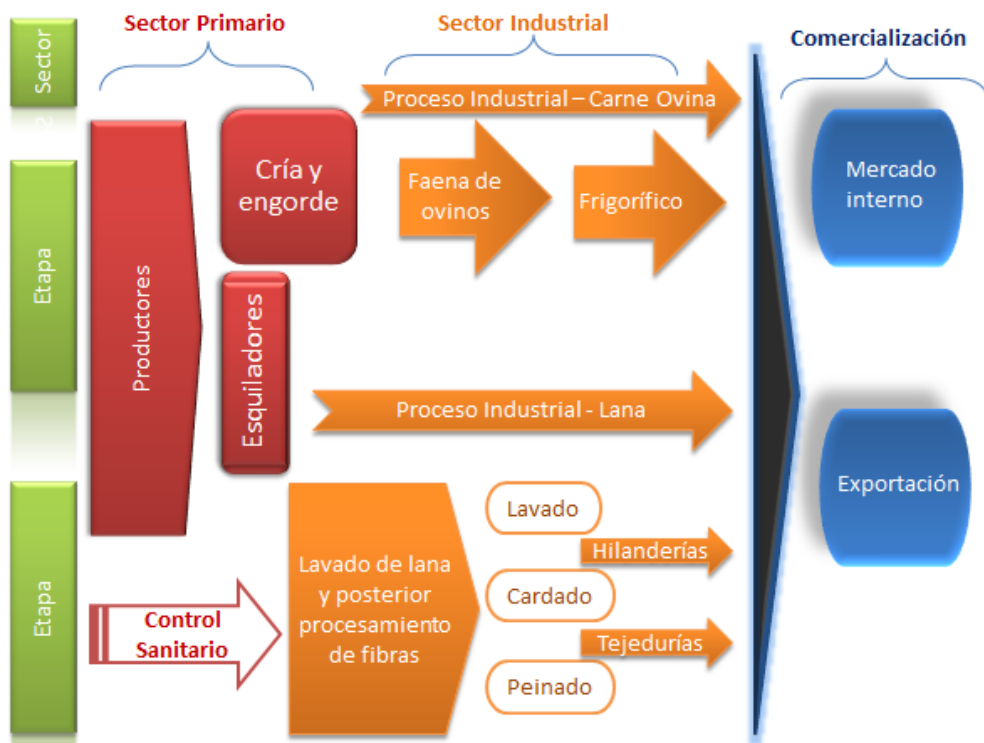 Sector Primario
Sector Industrial
Comercialización
Sector
2
Proceso Industrial – Carne Ovina
Productores
Cría y
engorde
Faena de
ovinos
Frigorífico
Mercado
interno
Etapa
Esquiladores
Proceso Industrial - Lana
Exportación
Etapa
Control
Sanitario
Lavado de lana
y posterior
procesamiento
de fibras
Lavado
Hilanderías
Cardado
Tejedurías
Peinado